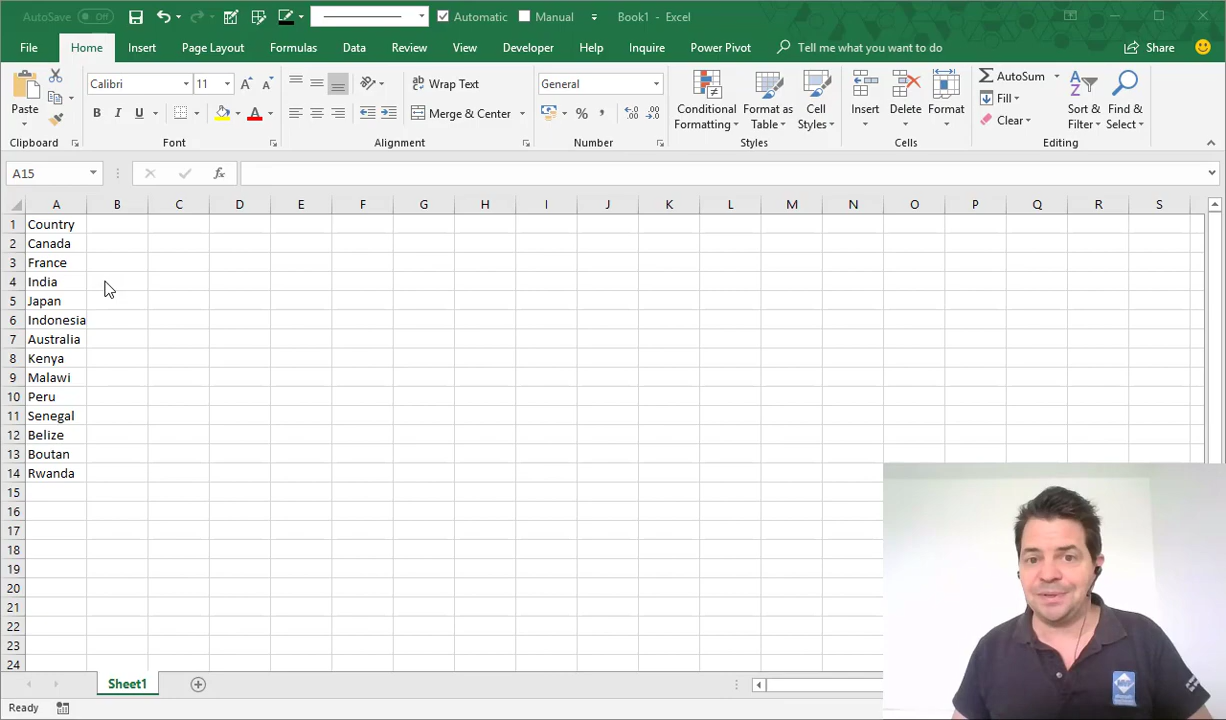 AutoSave Off Automatic Manual Book1 - Excel
File Home Insert Page Layout Formulas Data Review View Developer Help Inquire Power Pivot Tell me what you want to do Share
Paste Calibri 11 Wrap Text General Conditional Formatting Format as Table Cell Styles Insert Delete Format AutoSum Sort & Filter Find & Select
B I U Merge & Center % , Fill
Clear
Clipboard Font Alignment Number Styles Cells Editing
A15 fx
A B C D E F G H I J K L M N O P Q R S
1 Country
2 Canada
3 France
4 India
5 Japan
6 Indonesia
7 Australia
8 Kenya
9 Malawi
10 Peru
11 Senegal
12 Belize
13 Boutan
14 Rwanda
15
16
17
18
19
20
21
22
23
24
Sheet1
Ready